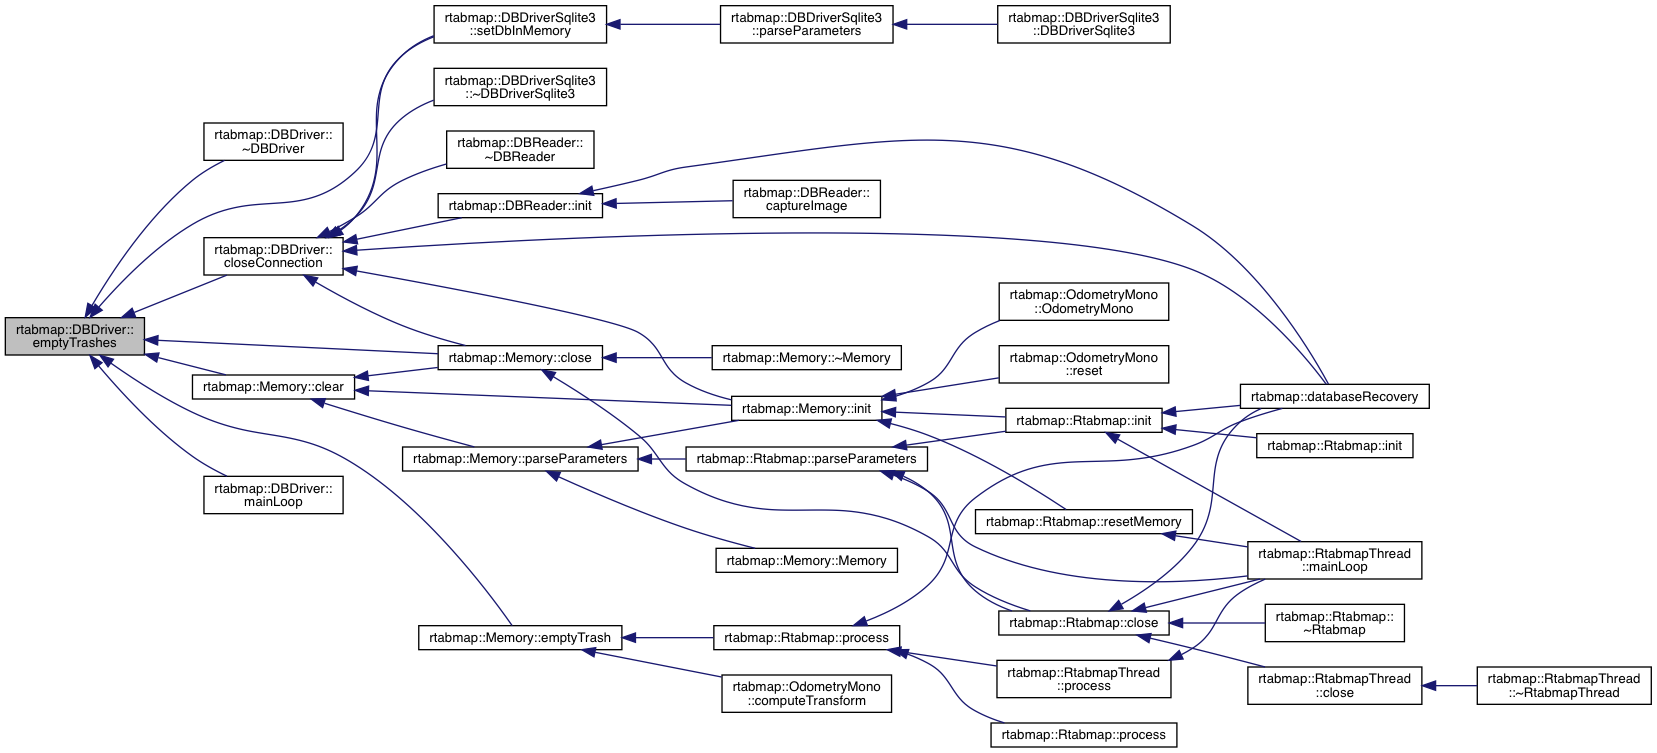 rtabmap::DBDriverSqlite3
::setDbInMemory
rtabmap::DBDriverSqlite3
::parseParameters
rtabmap::DBDriverSqlite3
::DBDriverSqlite3
rtabmap::DBDriverSqlite3
::~DBDriverSqlite3
rtabmap::DBDriver::
~DBDriver
rtabmap::DBReader::
~DBReader
rtabmap::DBReader::init
rtabmap::DBReader::
captureImage
rtabmap::DBDriver::
closeConnection
rtabmap::OdometryMono
::OdometryMono
rtabmap::DBDriver::
emptyTrashes
rtabmap::Memory::close
rtabmap::Memory::~Memory
rtabmap::OdometryMono
::reset
rtabmap::Memory::clear
rtabmap::Memory::init
rtabmap::databaseRecovery
rtabmap::Rtabmap::init
rtabmap::Rtabmap::init
rtabmap::Memory::parseParameters
rtabmap::Rtabmap::parseParameters
rtabmap::DBDriver::
mainLoop
rtabmap::Rtabmap::resetMemory
rtabmap::Memory::Memory
rtabmap::RtabmapThread
::mainLoop
rtabmap::Rtabmap::close
rtabmap::Rtabmap::
~Rtabmap
rtabmap::Memory::emptyTrash
rtabmap::Rtabmap::process
rtabmap::RtabmapThread
::process
rtabmap::RtabmapThread
::close
rtabmap::RtabmapThread
::~RtabmapThread
rtabmap::OdometryMono
::computeTransform
rtabmap::Rtabmap::process